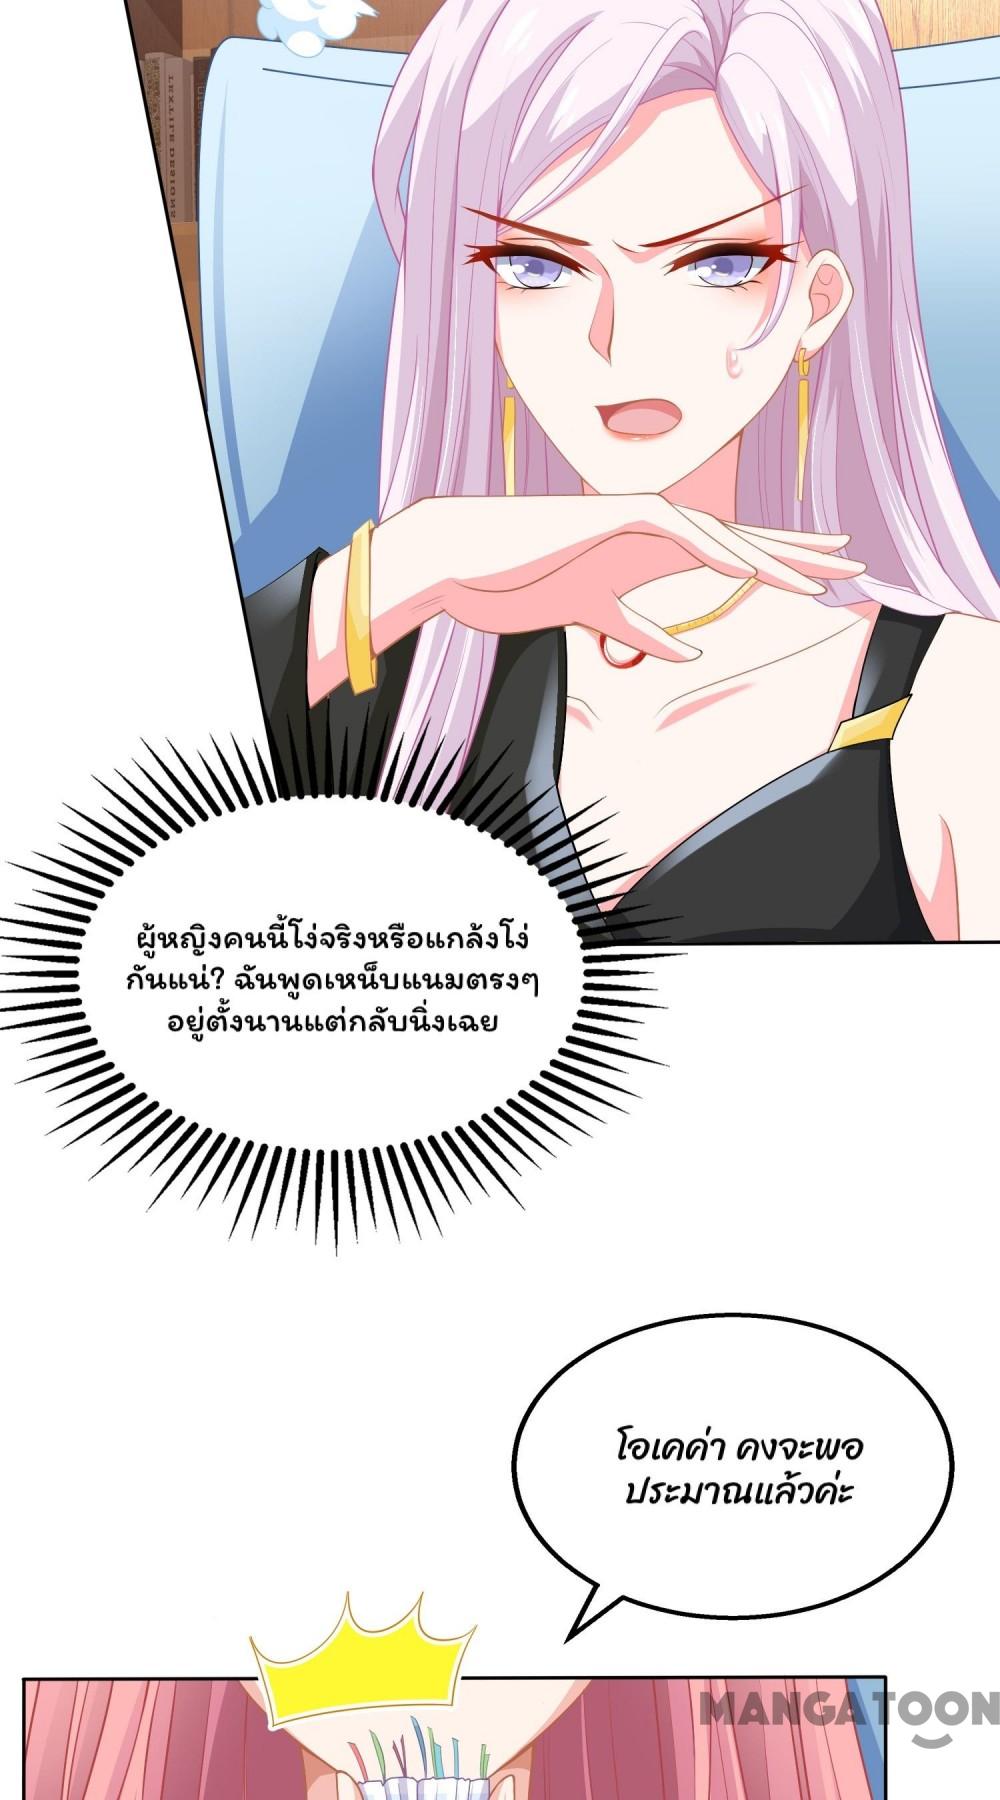 TEXTILE DESIGNS
ผู้หญิงคนนี้โง่จริงหรือแกล้งโง่
กันแน่? ฉันพูดเหน็บแนมตรงๆ
อยู่ตั้งนานแต่กลับนิ่งเฉย
โอเคค่า คงจะพอ
ประมาณแล้วค่ะ
MANGATOON